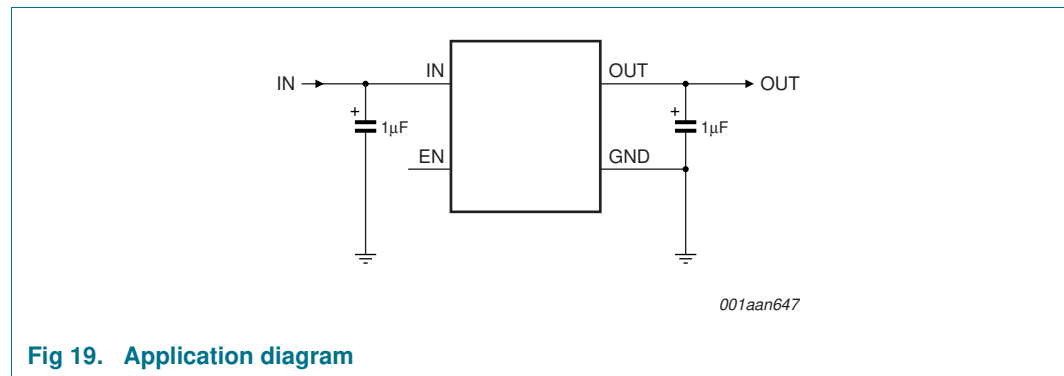 IN
IN
OUT
OUT
+
1μF
+
1μF
EN
GND
001aan647
Fig 19. Application diagram